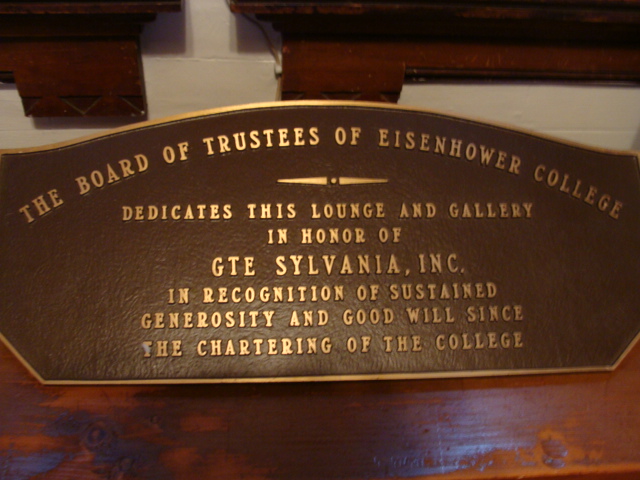 THE BOARD OF TRUSTEES OF EISENHOWER COLLEGE
DEDICATES THIS LOUNGE AND GALLERY
IN HONOR OF
GTE SYLVANIA, INC.
IN RECOGNITION OF SUSTAINED
GENEROSITY AND GOOD WILL SINCE
THE CHARTERING OF THE COLLEGE